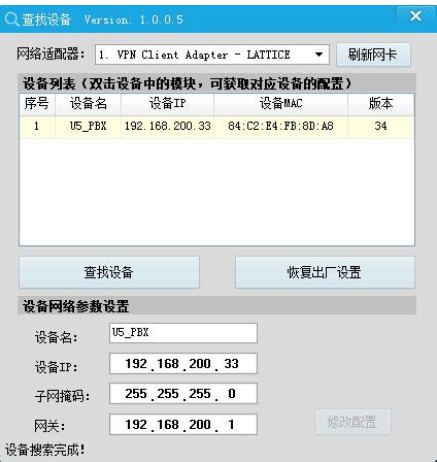 查找设备 Version: 1.0.0.5
网络适配器: 1. VPN Client Adapter - LATTICE 刷新网卡
设备列表（双击设备中的模块，可获取对应设备的配置）
序号 设备名 设备IP 设备MAC 版本
1 U5_PBX 192.168.200.33 84:C2:E4:FB:8D:A8 34
查找设备 恢复出厂设置
设备网络参数设置
设备名: U5_PBX
设备IP: 192.168.200.33
子网掩码: 255.255.255.0
网关: 192.168.200.1 修改配置
设备搜索完成!